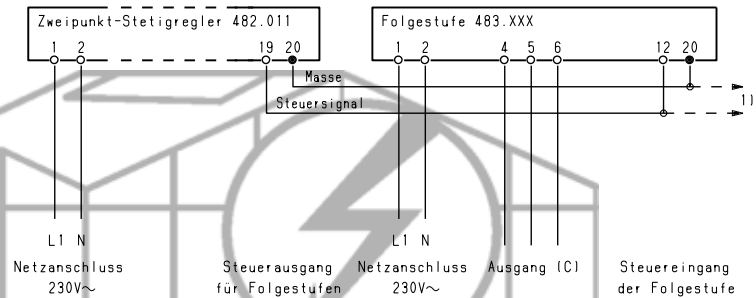 Zweipunkt-Stetigregler 482.011
Folgestufe 483.XXX
1 2 19 20
1 2 4 5 6 12 20
Masse
Steuersignal
1)
L1 N
L1 N
Netzanschluss
230V~
Steuerausgang
für Folgestufen
Netzanschluss
230V~
Ausgang (C)
Steuereingang
der Folgestufe